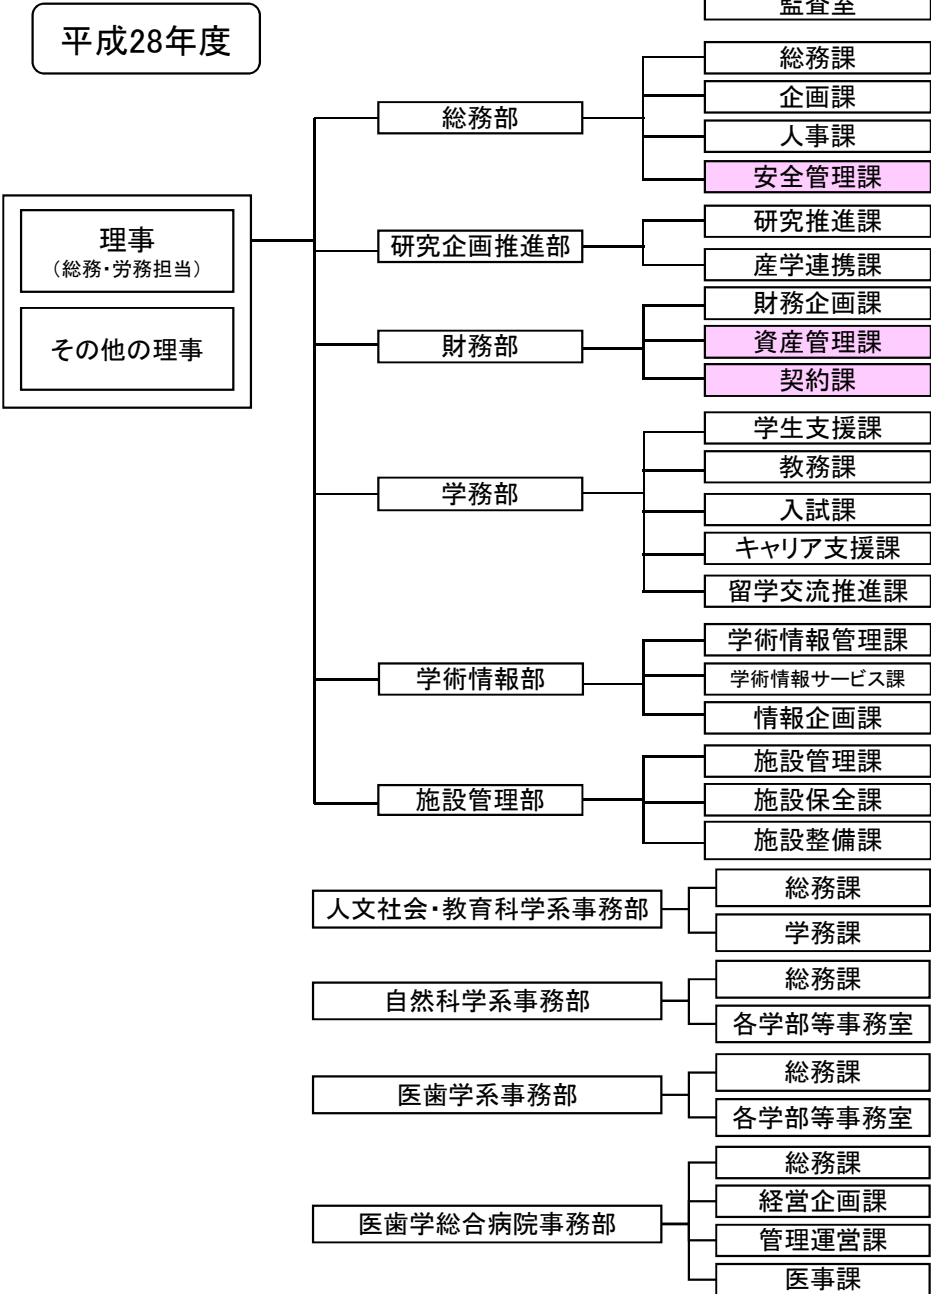 監査室
平成28年度
総務部
総務課
企画課
人事課
安全管理課
理事
（総務・労務担当）
その他の理事
研究企画推進部
研究推進課
産学連携課
財務部
財務企画課
資産管理課
契約課
学務部
学生支援課
教務課
入試課
キャリア支援課
留学交流推進課
学術情報部
学術情報管理課
学術情報サービス課
情報企画課
施設管理部
施設管理課
施設保全課
施設整備課
人文社会・教育科学系事務部
総務課
学務課
自然科学系事務部
総務課
各学部等事務室
医歯学系事務部
総務課
各学部等事務室
医歯学総合病院事務部
総務課
経営企画課
管理運営課
医事課